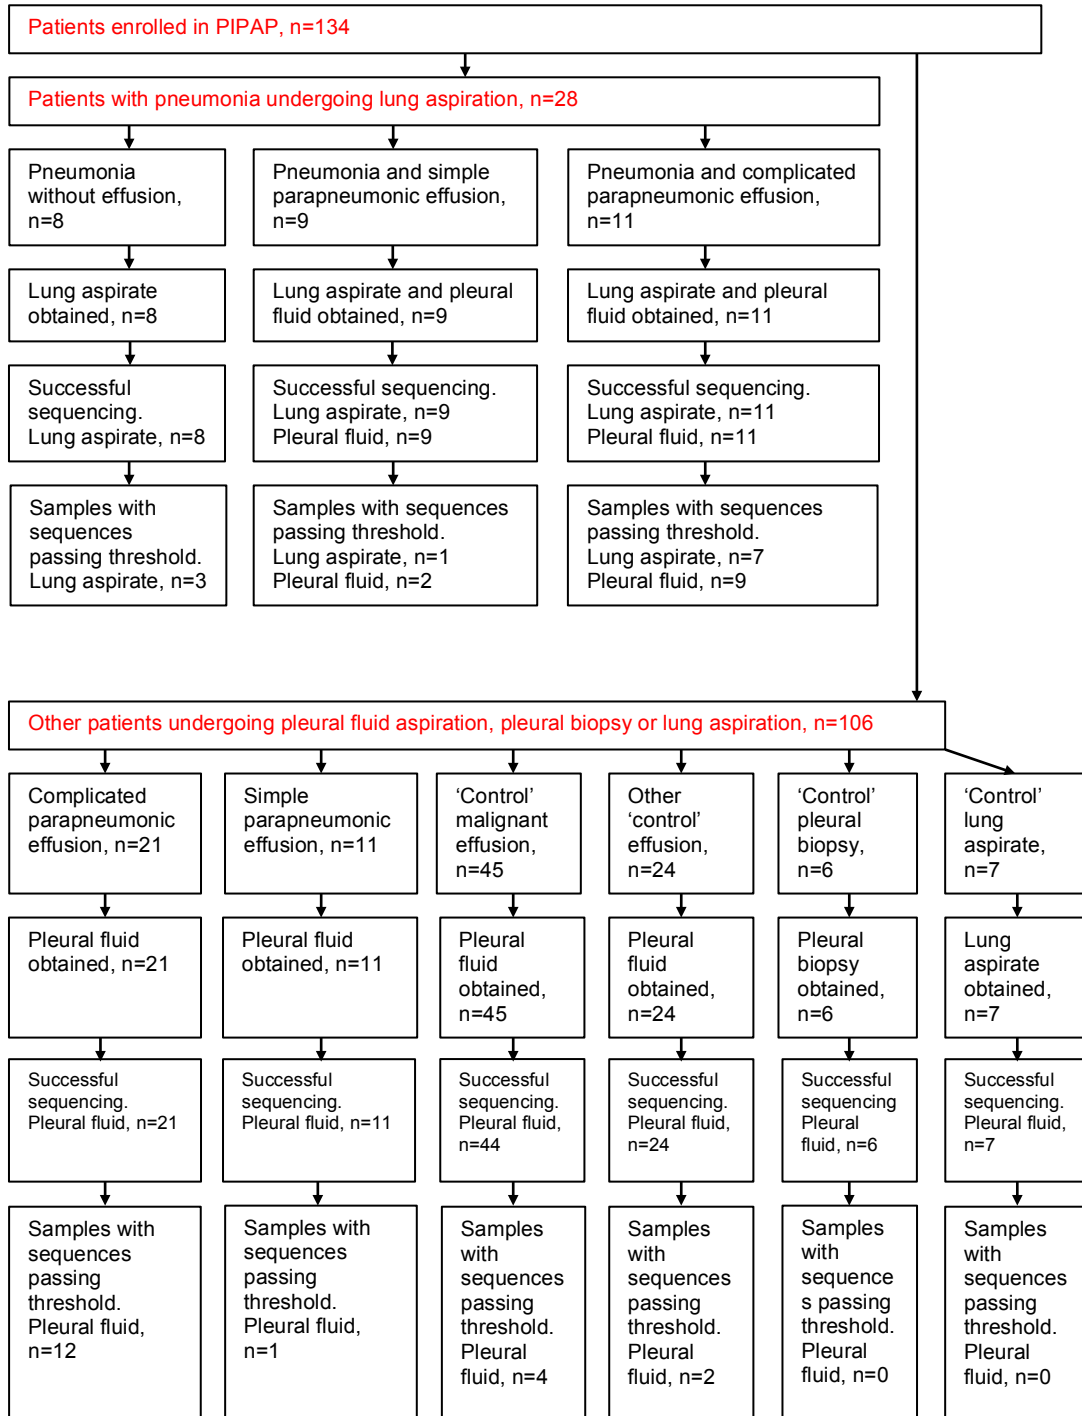 Patients enrolled in PIPAP, n=134
Patients with pneumonia undergoing lung aspiration, n=28
Pneumonia
without effusion,
n=8
Pneumonia and simple
parapneumonic effusion,
n=9
Pneumonia and complicated
parapneumonic effusion,
n=11
Lung aspirate
obtained, n=8
Lung aspirate and pleural
fluid obtained, n=9
Lung aspirate and pleural
fluid obtained, n=11
Successful
sequencing.
Lung aspirate, n=8
Successful sequencing.
Lung aspirate, n=9
Pleural fluid, n=9
Successful sequencing.
Lung aspirate, n=11
Pleural fluid, n=11
Samples with
sequences
passing threshold.
Lung aspirate, n=3
Samples with sequences
passing threshold.
Lung aspirate, n=1
Pleural fluid, n=2
Samples with sequences
passing threshold.
Lung aspirate, n=7
Pleural fluid, n=9
Other patients undergoing pleural fluid aspiration, pleural biopsy or lung aspiration, n=106
Complicated
parapneumonic
effusion, n=21
Simple
parapneumonic
effusion, n=11
‘Control’
malignant
effusion,
n=45
Other
‘control’
effusion,
n=24
‘Control’
pleural
biopsy,
n=6
‘Control’
lung
aspirate,
n=7
Pleural fluid
obtained, n=21
Pleural fluid
obtained, n=11
Pleural
fluid
obtained,
n=45
Pleural
fluid
obtained,
n=24
Pleural
biopsy
obtained,
n=6
Lung
aspirate
obtained,
n=7
Successful
sequencing.
Pleural fluid, n=21
Successful
sequencing.
Pleural fluid, n=11
Successful
sequencing.
Pleural fluid,
n=44
Successful
sequencing.
Pleural fluid,
n=24
Successful
sequencing
Pleural
fluid, n=6
Successful
sequencing.
Pleural fluid,
n=7
Samples with
sequences
passing
threshold.
Pleural fluid,
n=12
Samples with
sequences
passing
threshold.
Pleural fluid,
n=1
Samples
with
sequences
passing
threshold.
Pleural
fluid, n=4
Samples
with
sequences
passing
threshold.
Pleural
fluid, n=2
Samples
with
sequence
s passing
threshold.
Pleural
fluid, n=0
Samples
with
sequences
passing
threshold.
Pleural
fluid, n=0